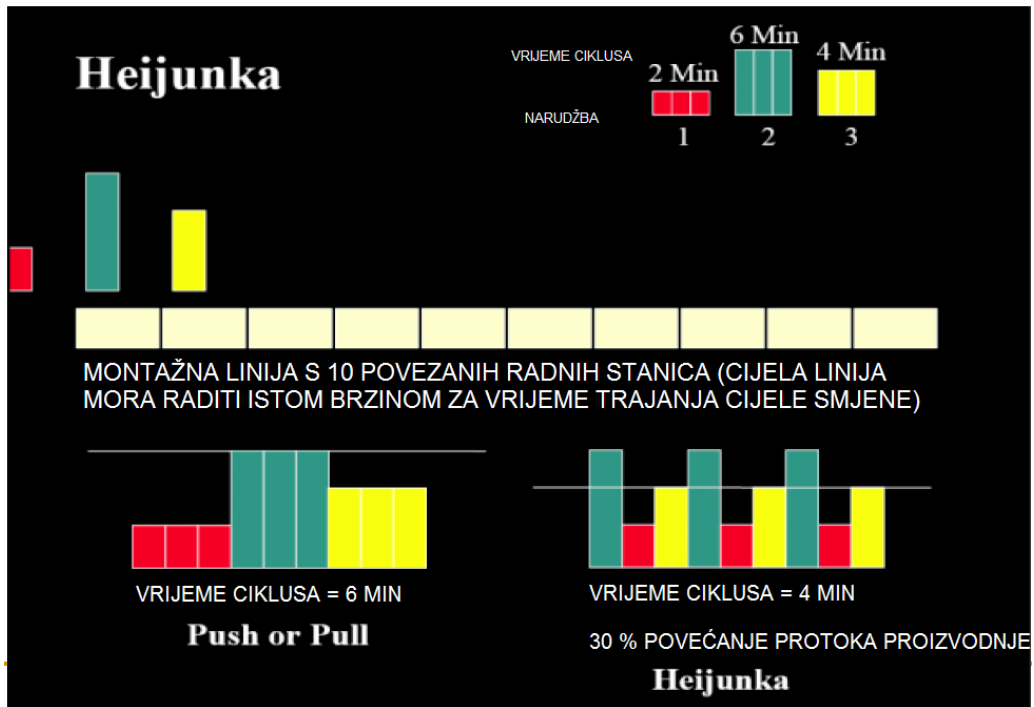 Heijunka
VRIJEME CIKLUSA
2 Min
6 Min
4 Min
NARUDŽBA
1
2
3
MONTAŽNA LINIJA S 10 POVEZANIH RADNIH STANICA (CIJELA LINIJA
MORA RADITI ISTOM BRZINOM ZA VRIJEME TRAJANJA CIJELE SMJENE)
VRIJEME CIKLUSA = 6 MIN
Push or Pull
VRIJEME CIKLUSA = 4 MIN
30 % POVEĆANJE PROTOKA PROIZVODNJE
Heijunka